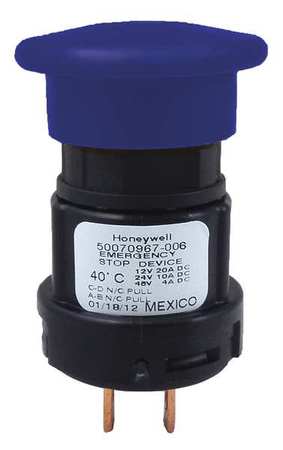 Honeywell
50070967-006
EMERGENCY
STOP DEVICE
12V 20A DC
40°C 24V 10A DC
48V 4A DC
C-D N/C PULL
A-B N/C PULL
01/18/12 MEXICO